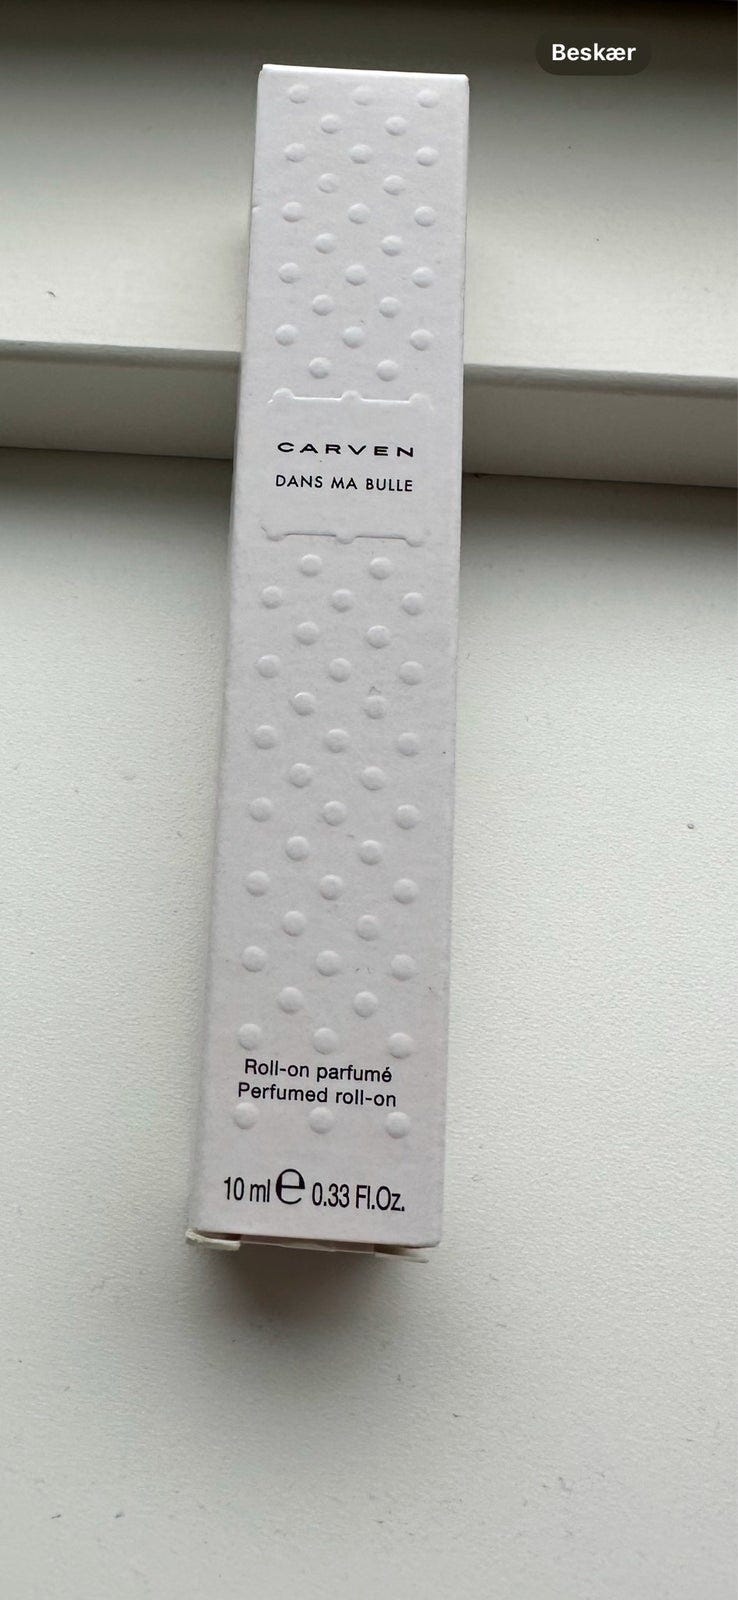 Beskær
CARVEN
DANS MA BULLE
Roll-on parfumé
Perfumed roll-on
10 ml ℮ 0.33 Fl.Oz.